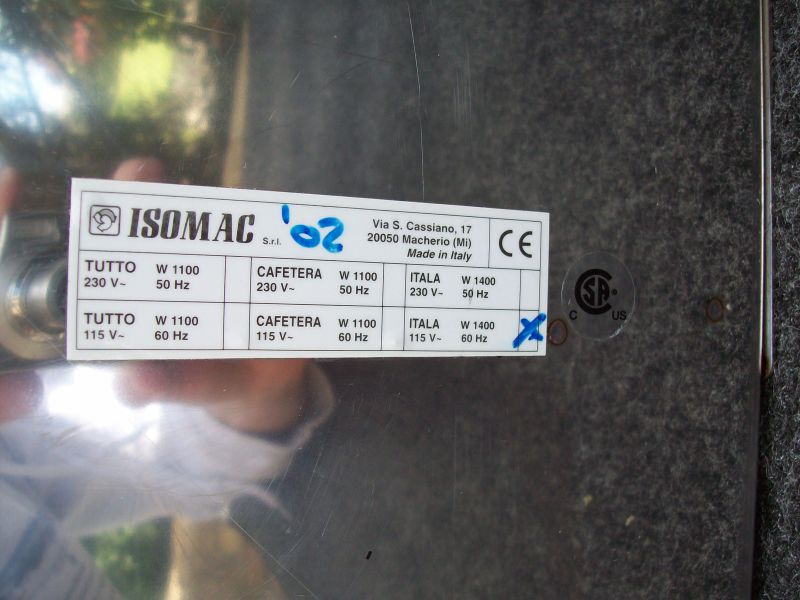 ISOMAC S.r.l. '02
Via S. Cassiano, 17
20050 Macherio (Mi)
Made in Italy
CE
TUTTO W 1100
230 V~ 50 Hz
CAFETERA W 1100
230 V~ 50 Hz
ITALA W 1400
230 V~ 50 Hz
TUTTO W 1100
115 V~ 60 Hz
CAFETERA W 1100
115 V~ 60 Hz
ITALA W 1400
115 V~ 60 Hz
X
CSA
C US